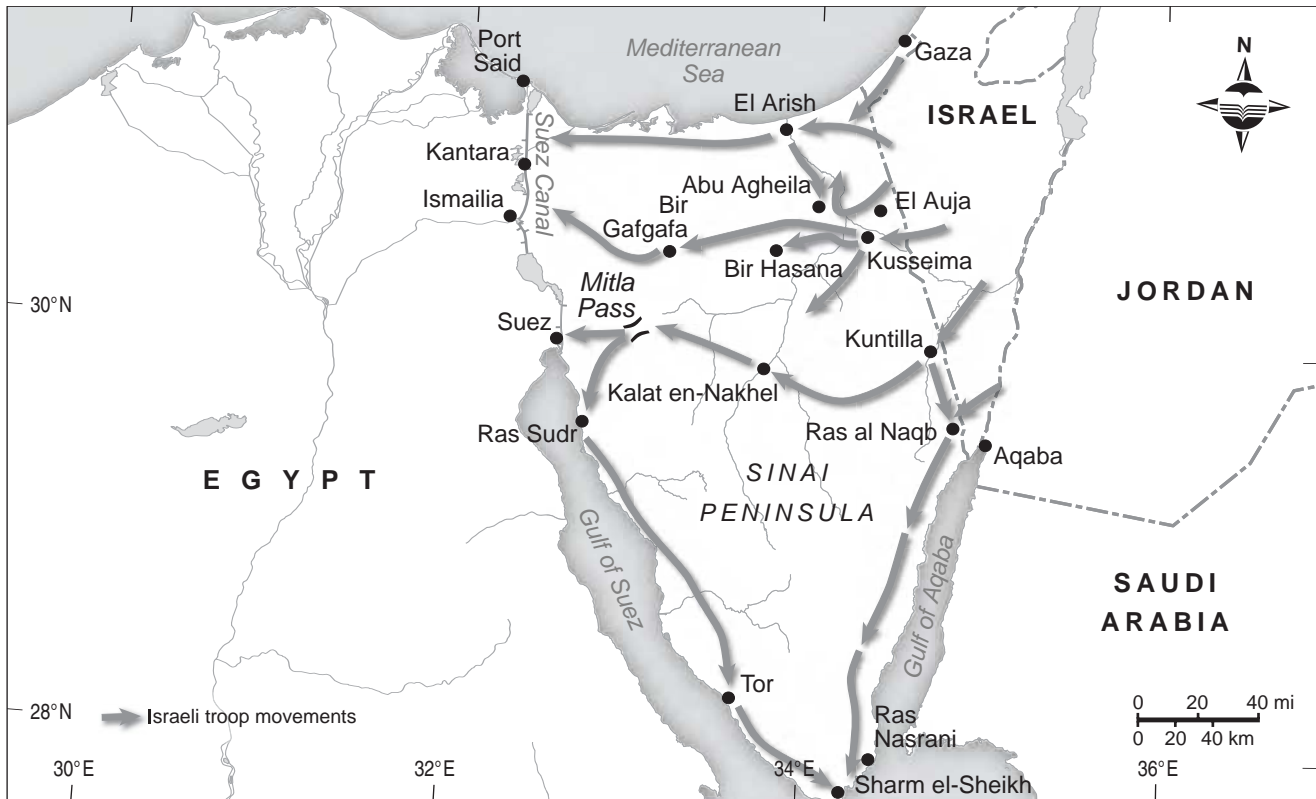 Port
Said
Mediterranean
Sea
Gaza
N
El Arish
ISRAEL
Suez Canal
Kantara
Abu Agheila
Ismailia
El Auja
Bir
Gafgafa
Bir Hasana
Kusseima
Mitla
Pass
30°N
JORDAN
Suez
Kuntilla
Kalat en-Nakhel
Ras Sudr
Ras al Naqb
Aqaba
EGYPT
SINAI
PENINSULA
Gulf of Suez
Gulf of Aqaba
SAUDI
ARABIA
Tor
28°N
Israeli troop movements
Ras
Nasrani
0 20 40 mi
0 20 40 km
30°E
32°E
34°E
36°E
Sharm el-Sheikh